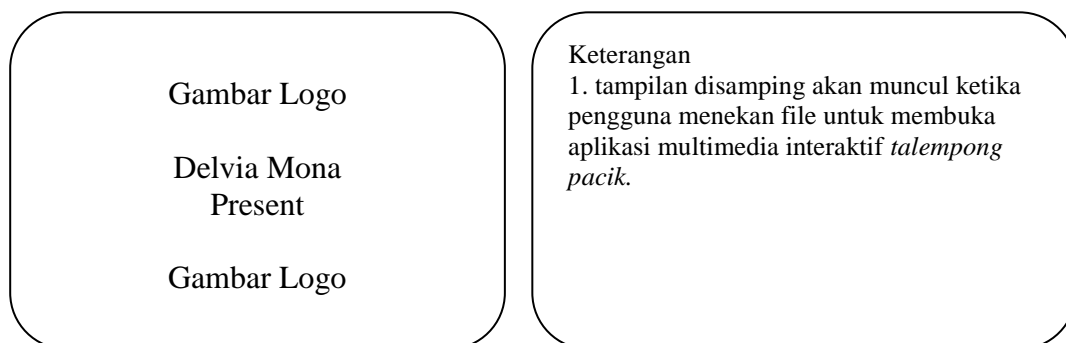 Gambar Logo
Delvia Mona
Present
Gambar Logo
Keterangan
1. tampilan disamping akan muncul ketika
pengguna menekan file untuk membuka
aplikasi multimedia interaktif talempong
pacik.